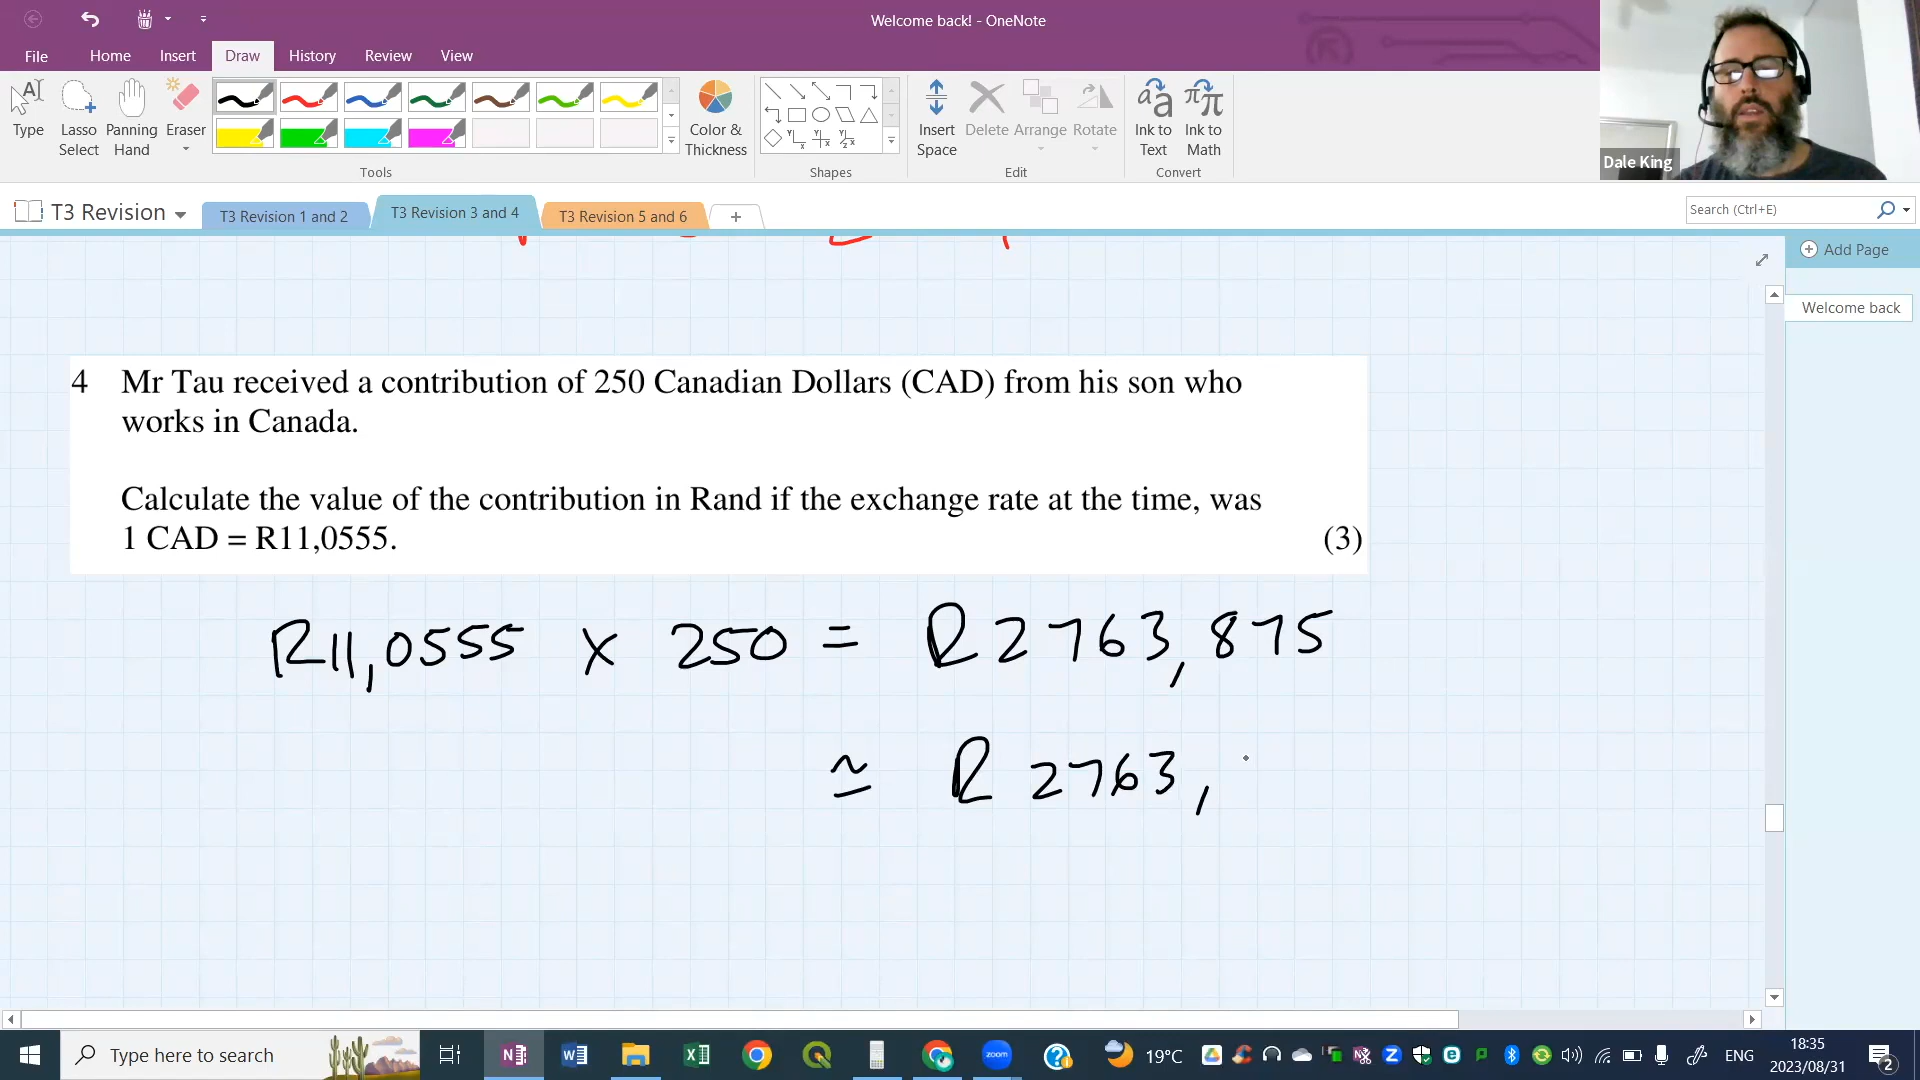 Welcome back! - OneNote
File Home Insert Draw History Review View
Type
Lasso Select
Panning Hand
Eraser
Color & Thickness
Insert Space
Delete
Arrange
Rotate
Ink to Text
Ink to Math
Tools
Shapes
Edit
Convert
Dale King
T3 Revision
T3 Revision 1 and 2
T3 Revision 3 and 4
T3 Revision 5 and 6
Search (Ctrl+E)
Add Page
Welcome back
4 Mr Tau received a contribution of 250 Canadian Dollars (CAD) from his son who
works in Canada.
Calculate the value of the contribution in Rand if the exchange rate at the time, was
1 CAD = R11,0555. (3)
R11,0555 x 250 = R2763,875
≃ R 2763,
Type here to search
zoom
19°C
ENG
18:35
2023/08/31
2